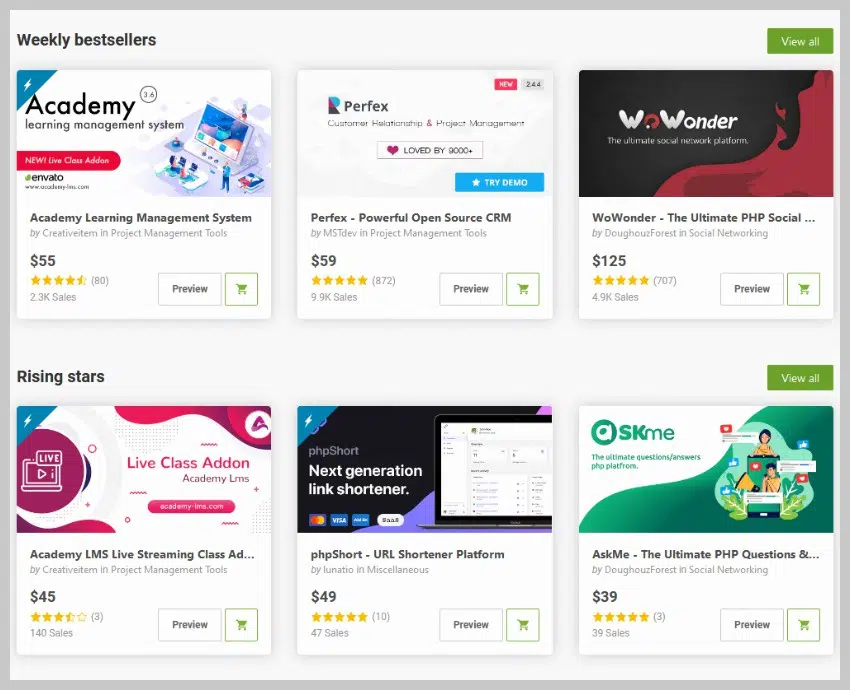 Weekly bestsellers
View all
Academy 3.6
learning management system
NEW! Live Class Addon
envato
www.academy-lms.com
Academy Learning Management System
by Creativeitem in Project Management Tools
$55
(80)
2.3K Sales
Preview
NEW 2.4.4
Perfex
Customer Relationship & Project Management
LOVED BY 9000+
TRY DEMO
Perfex - Powerful Open Source CRM
by MSTdev in Project Management Tools
$59
(872)
9.9K Sales
Preview
WoWonder
The ultimate social network platform.
WoWonder - The Ultimate PHP Social ...
by DoughouzForest in Social Networking
$125
(707)
4.9K Sales
Preview
Rising stars
View all
LIVE
Live Class Addon
Academy Lms
academy-lms.com
Academy LMS Live Streaming Class Ad...
by Creativeitem in Project Management Tools
$45
(3)
140 Sales
Preview
phpShort
Next generation
link shortener.
VISA
SaaS
phpShort - URL Shortener Platform
by lunatio in Miscellaneous
$49
(10)
47 Sales
Preview
aSKme
The ultimate questions/answers
php platfrom.
AskMe - The Ultimate PHP Questions &...
by DoughouzForest in Social Networking
$39
(3)
39 Sales
Preview